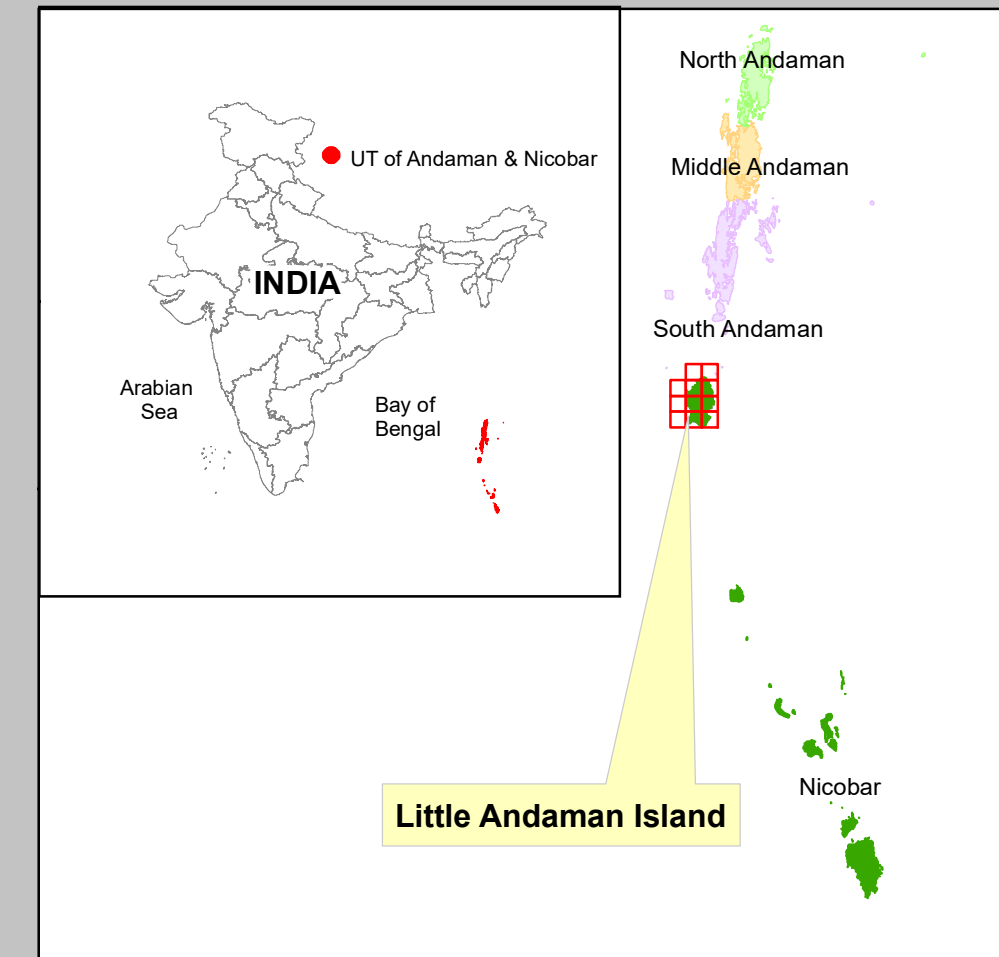 North Andaman
UT of Andaman & Nicobar
Middle Andaman
INDIA
South Andaman
Arabian
Sea
Bay of
Bengal
Nicobar
Little Andaman Island